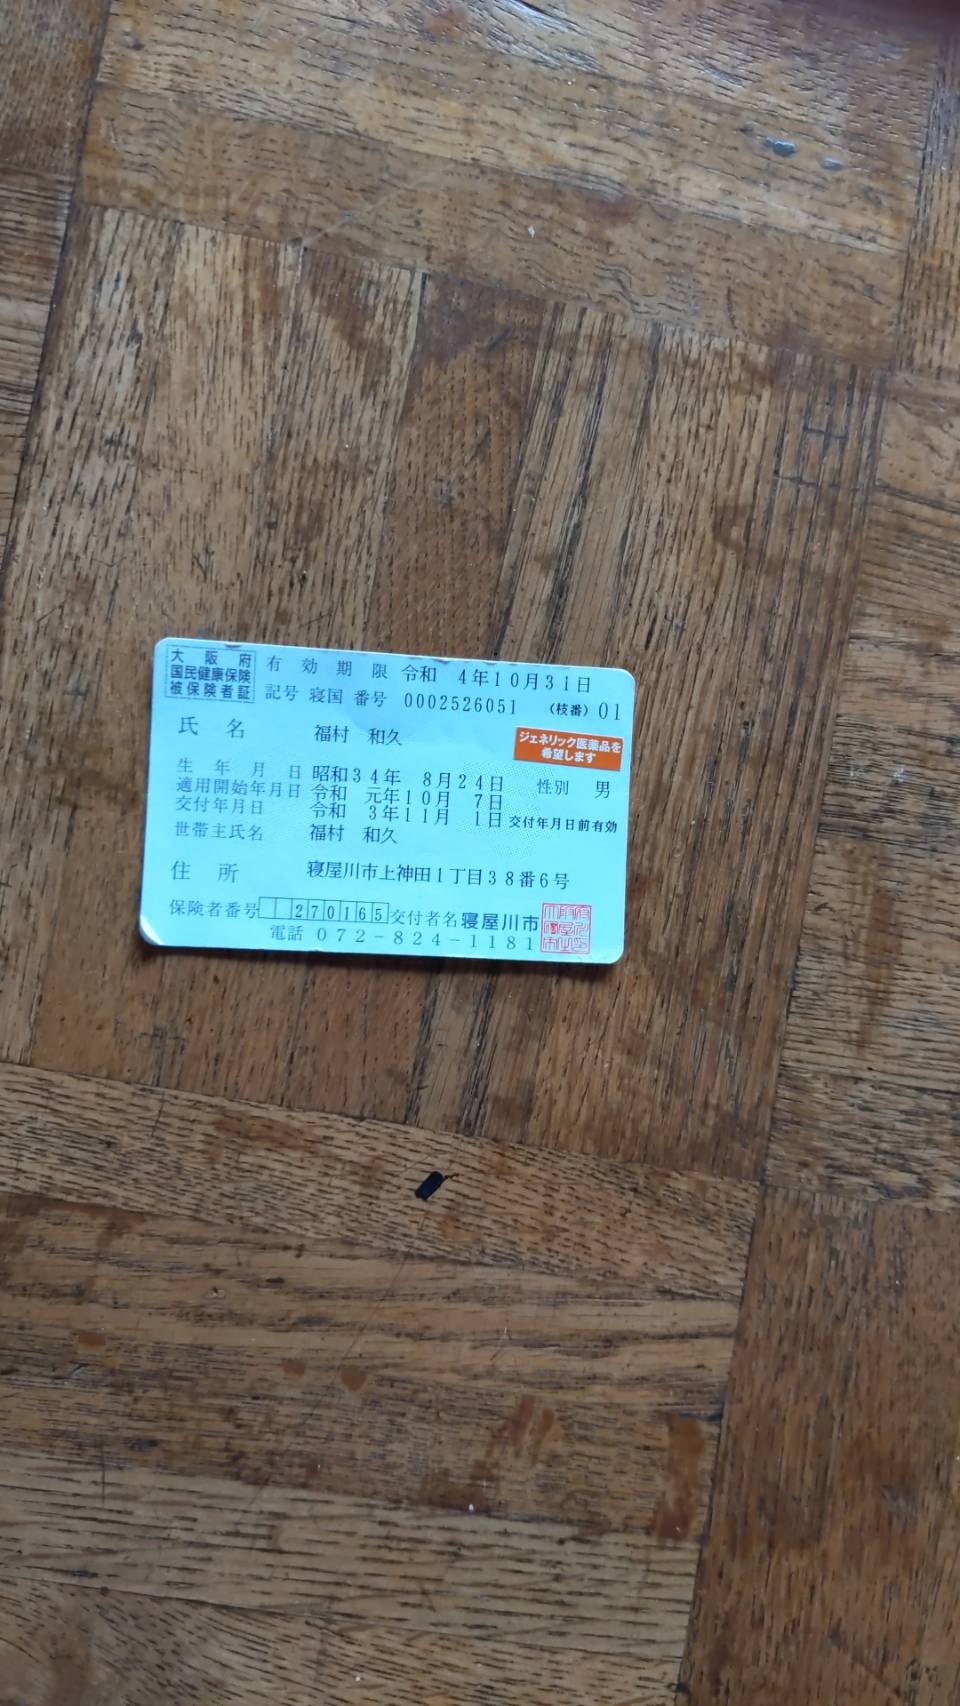 大阪府
国民健康保険
被保険者証
有効期限 令和 4年10月31日
記号 寝国 番号 0002526051 (枝番) 01
氏名 福村 和久
ジェネリック医薬品を
希望します
生年月日 昭和34年 8月24日 性別 男
適用開始年月日 令和 元年10月 7日
交付年月日 令和 3年11月 1日 交付年月日前有効
世帯主氏名 福村 和久
住所 寝屋川市上神田1丁目38番6号
保険者番号 270165 交付者名 寝屋川市
電話 072-824-1181